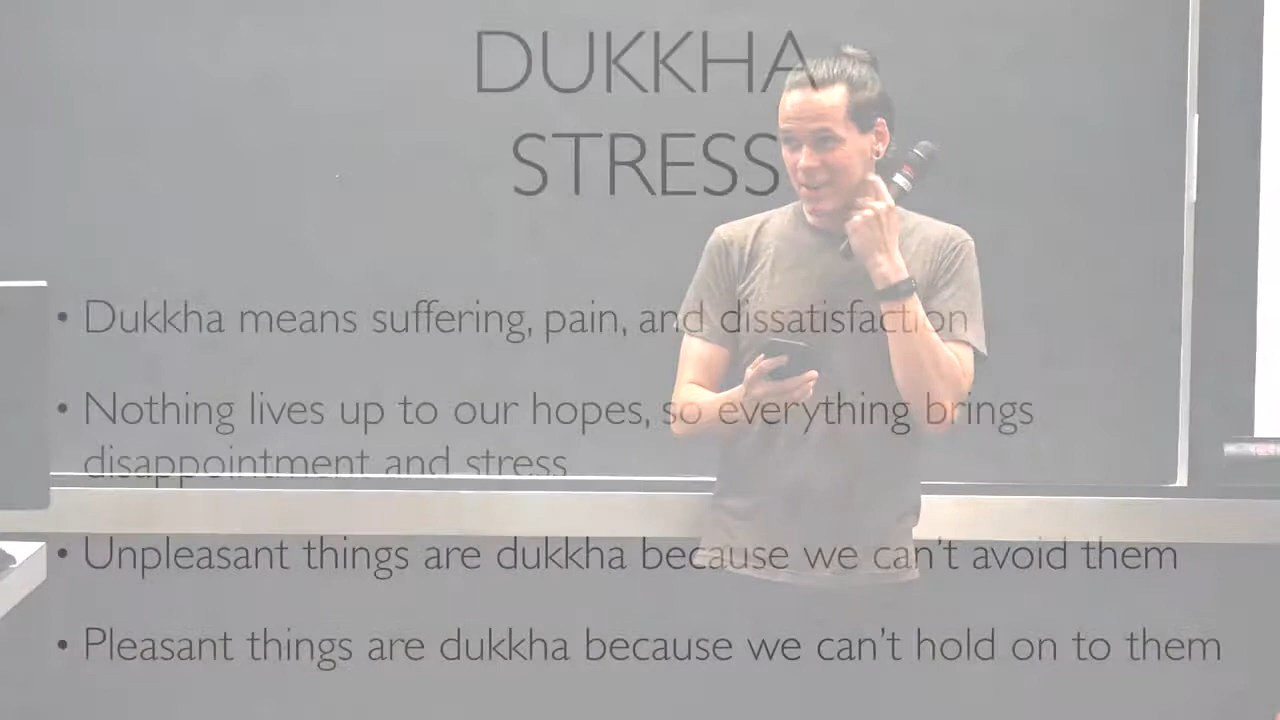 DUKKHA
STRESS
• Dukkha means suffering, pain, and dissatisfaction
• Nothing lives up to our hopes, so everything brings
disappointment and stress
• Unpleasant things are dukkha because we can't avoid them
• Pleasant things are dukkha because we can't hold on to them